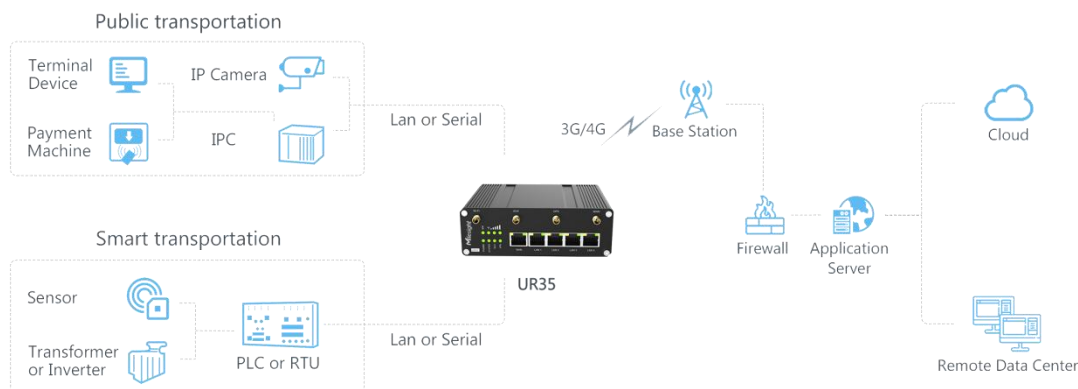 Public transportation
Terminal
Device
IP Camera
Payment
Machine
IPC
Lan or Serial
3G/4G
Base Station
Cloud
Smart transportation
Milesight
UR35
Firewall
Application
Server
Sensor
Transformer
or Inverter
PLC or RTU
Lan or Serial
Remote Data Center